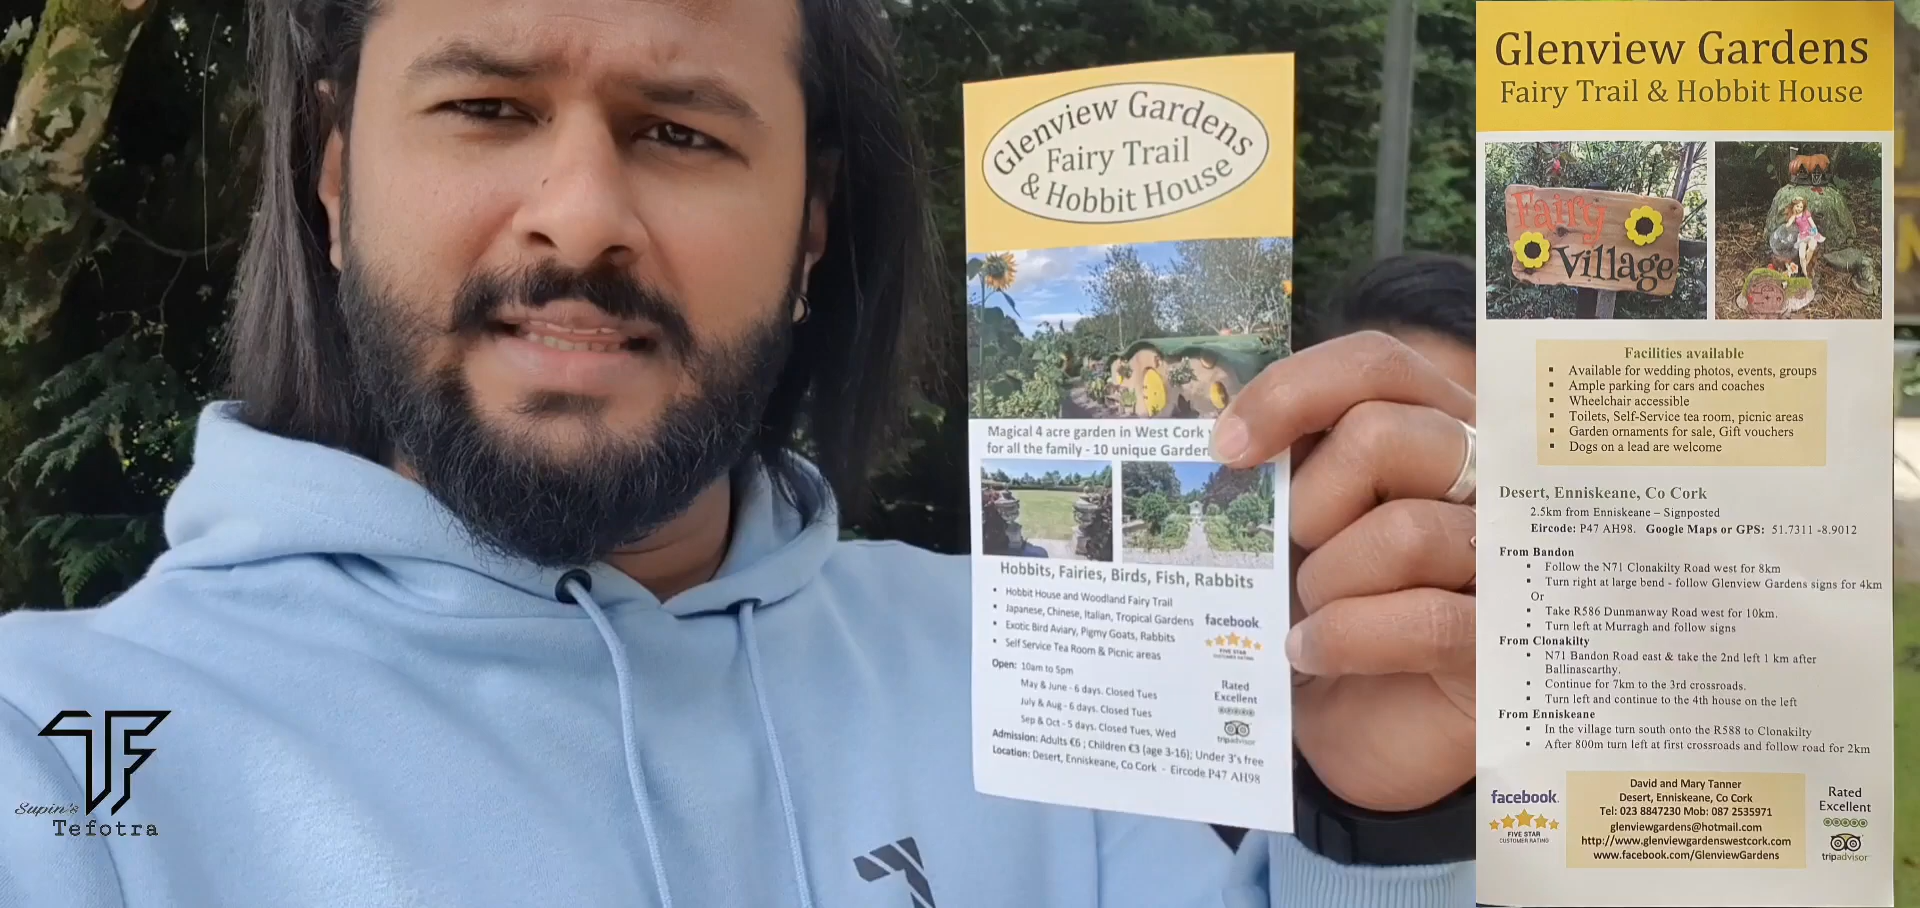 Glenview Gardens
Fairy Trail
& Hobbit House
Magical 4 acre garden in West Cork
for all the family - 10 unique Garden
Hobbits, Fairies, Birds, Fish, Rabbits
• Hobbit House and Woodland Fairy Trail
• Japanese, Chinese, Italian, Tropical Gardens
• Exotic Bird Aviary, Pigmy Goats, Rabbits
• Self Service Tea Room & Picnic areas
facebook
FIVE STAR
CUSTOMER RATING
Open: 10am to 5pm
May & June - 6 days. Closed Tues
July & Aug - 6 days. Closed Tues
Sep & Oct - 5 days. Closed Tues, Wed
Rated
Excellent
tripadvisor
Admission: Adults €6 ; Children €3 (age 3-16); Under 3's free
Location: Desert, Enniskeane, Co Cork - Eircode P47 AH98
TF
Supin's
Tefotra
Glenview Gardens
Fairy Trail & Hobbit House
Fairy
Village
Facilities available
▪ Available for wedding photos, events, groups
▪ Ample parking for cars and coaches
▪ Wheelchair accessible
▪ Toilets, Self-Service tea room, picnic areas
▪ Garden ornaments for sale, Gift vouchers
▪ Dogs on a lead are welcome
Desert, Enniskeane, Co Cork
2.5km from Enniskeane – Signposted
Eircode: P47 AH98. Google Maps or GPS: 51.7311 -8.9012
From Bandon
▪ Follow the N71 Clonakilty Road west for 8km
▪ Turn right at large bend - follow Glenview Gardens signs for 4km
Or
▪ Take R586 Dunmanway Road west for 10km.
▪ Turn left at Murragh and follow signs
From Clonakilty
▪ N71 Bandon Road east & take the 2nd left 1 km after
Ballinascarthy.
▪ Continue for 7km to the 3rd crossroads.
▪ Turn left and continue to the 4th house on the left
From Enniskeane
▪ In the village turn south onto the R588 to Clonakilty
▪ After 800m turn left at first crossroads and follow road for 2km
facebook
FIVE STAR
CUSTOMER RATING
David and Mary Tanner
Desert, Enniskeane, Co Cork
Tel: 023 8847230 Mob: 087 2535971
glenviewgardens@hotmail.com
http://www.glenviewgardenswestcork.com
www.facebook.com/GlenviewGardens
Rated
Excellent
tripadvisor